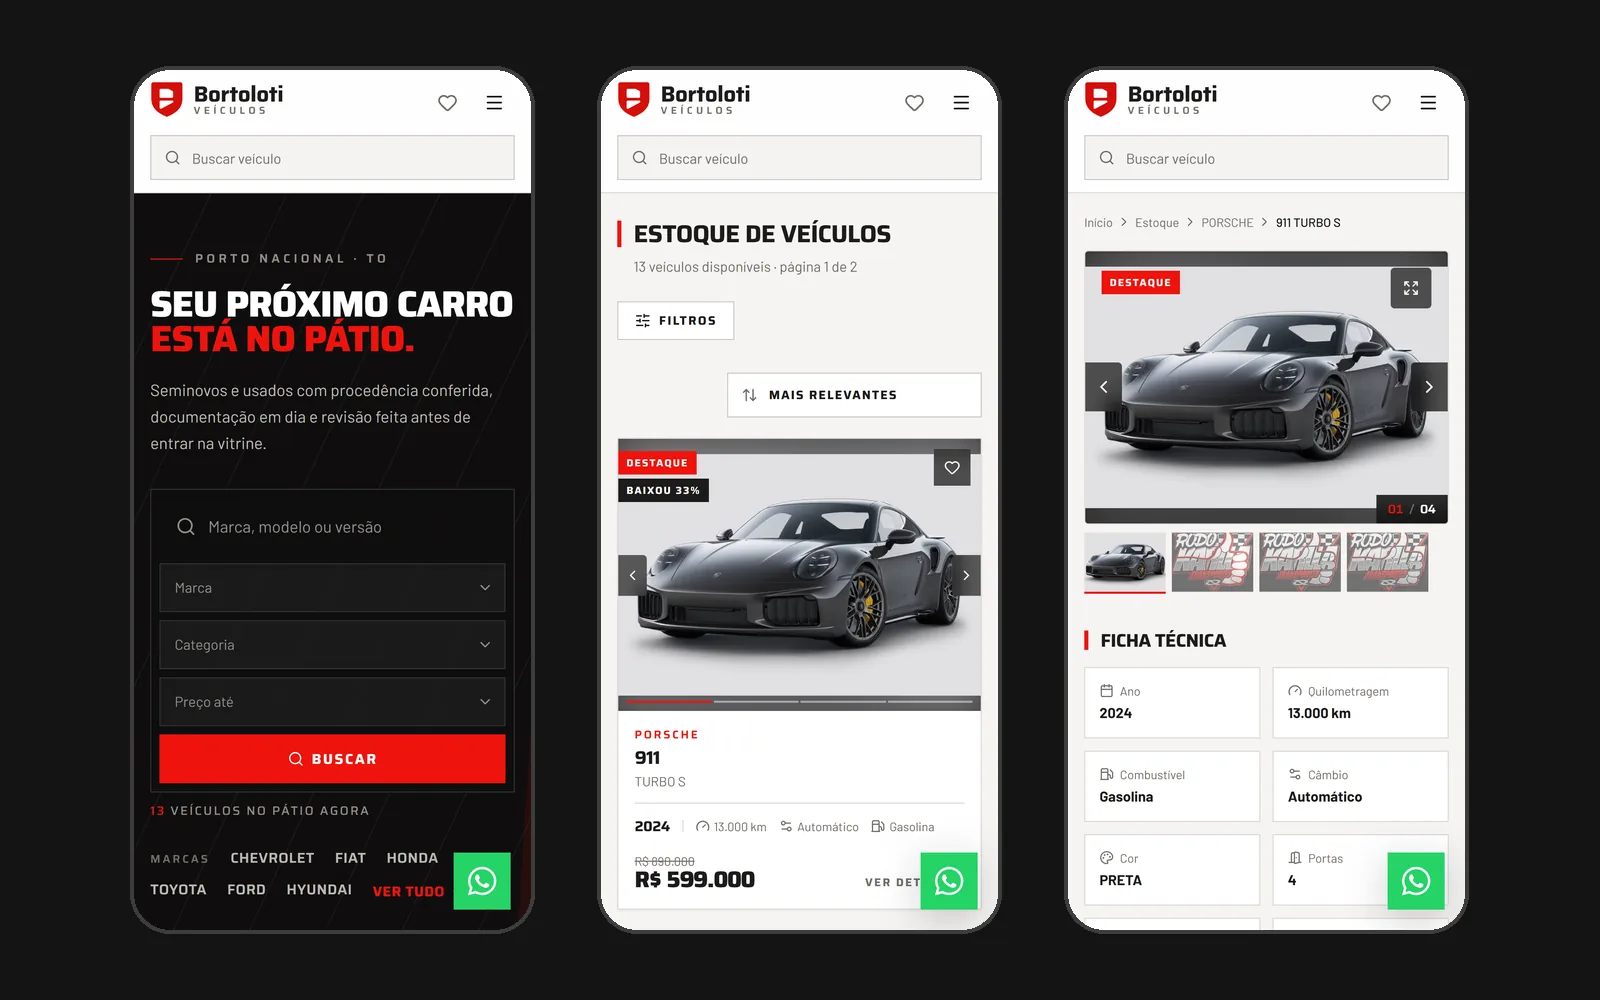 Bortoloti
VEÍCULOS
Buscar veículo
PORTO NACIONAL · TO
SEU PRÓXIMO CARRO
ESTÁ NO PÁTIO.
Seminovos e usados com procedência conferida,
documentação em dia e revisão feita antes de
entrar na vitrine.
Marca, modelo ou versão
Marca
Categoria
Preço até
BUSCAR
13 VEÍCULOS NO PÁTIO AGORA
MARCAS CHEVROLET FIAT HONDA
TOYOTA FORD HYUNDAI VER TUDO
Bortoloti
VEÍCULOS
Buscar veículo
ESTOQUE DE VEÍCULOS
13 veículos disponíveis · página 1 de 2
FILTROS
MAIS RELEVANTES
DESTAQUE
BAIXOU 33%
PORSCHE
911
TURBO S
2024 13.000 km Automático Gasolina
R$ 890.000
R$ 599.000
VER DET
Bortoloti
VEÍCULOS
Buscar veículo
Início > Estoque > PORSCHE > 911 TURBO S
DESTAQUE
01 / 04
RUDO
RUDO
RUDO
FICHA TÉCNICA
Ano
2024
Quilometragem
13.000 km
Combustível
Gasolina
Câmbio
Automático
Cor
PRETA
Portas
4